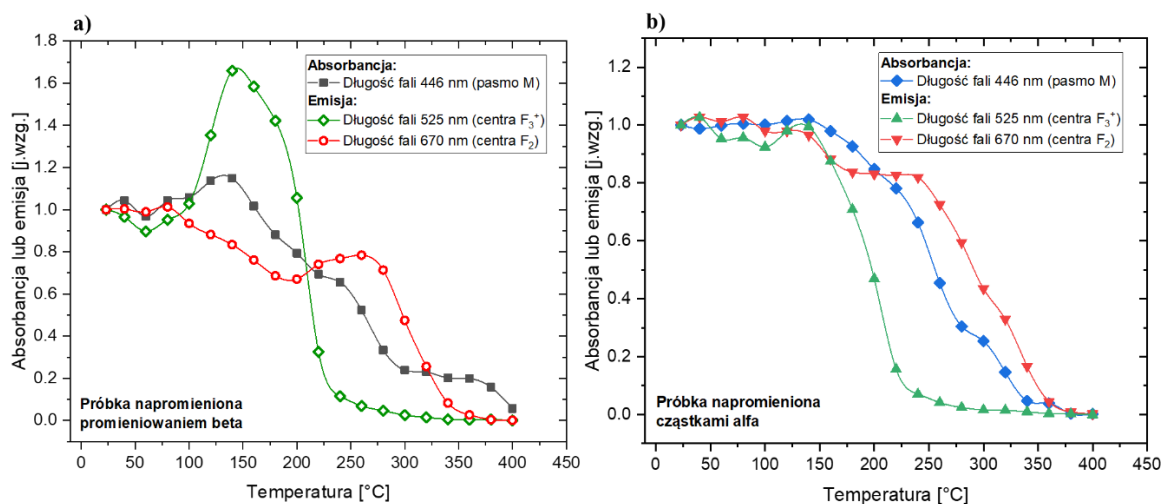 a)
Absorbancja lub emisja [j.wzg.]
1.8
1.6
1.4
1.2
1.0
0.8
0.6
0.4
0.2
0.0
Absorbancja:
Długość fali 446 nm (pasmo M)
Emisja:
Długość fali 525 nm (centra F₃⁺)
Długość fali 670 nm (centra F₂)
Próbka napromieniona
promieniowaniem beta
0 50 100 150 200 250 300 350 400 450
Temperatura [°C]
b)
Absorbancja lub emisja [j.wzg.]
1.2
1.0
0.8
0.6
0.4
0.2
0.0
Absorbancja:
Długość fali 446 nm (pasmo M)
Emisja:
Długość fali 525 nm (centra F₃⁺)
Długość fali 670 nm (centra F₂)
Próbka napromieniona
cząstkami alfa
0 50 100 150 200 250 300 350 400 450
Temperatura [°C]